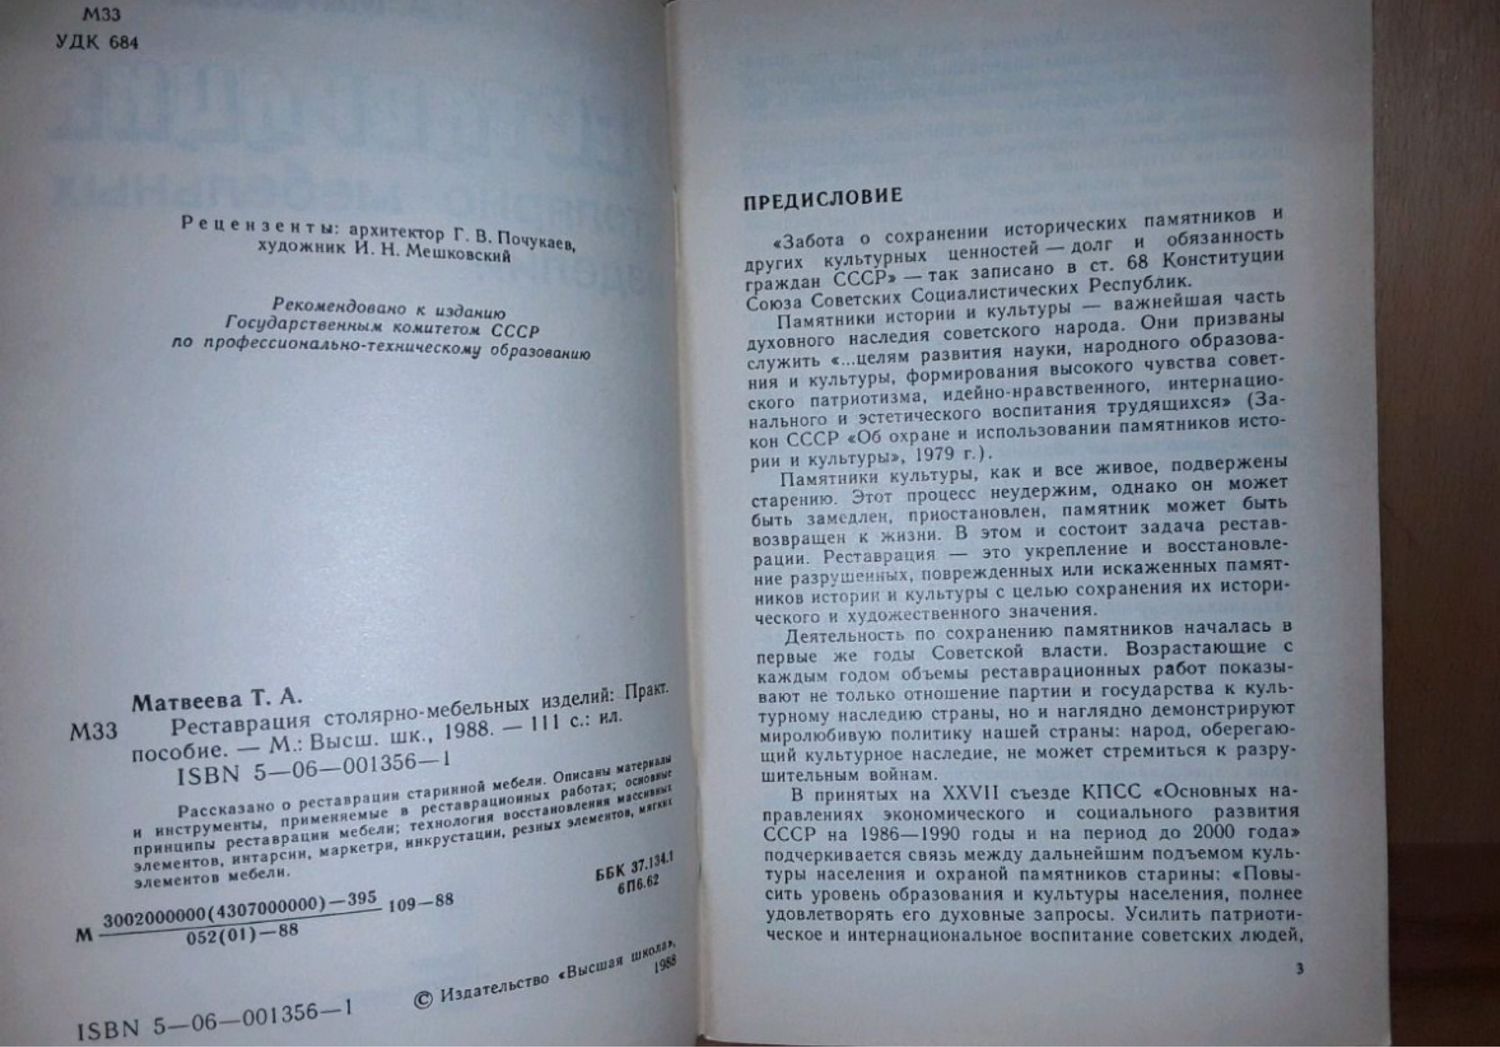 М33
УДК 684
Рецензенты: архитектор Г. В. Почукаев,
художник И. Н. Мешковский
Рекомендовано к изданию
Государственным комитетом СССР
по профессионально-техническому образованию
Матвеева Т. А.
М33 Реставрация столярно-мебельных изделий: Практ.
пособие. — М.: Высш. шк., 1988. — 111 с.: ил.
ISBN 5—06—001356—1
Рассказано о реставрации старинной мебели. Описаны материалы
и инструменты, применяемые в реставрационных работах; основные
принципы реставрации мебели; технология восстановления массивных
элементов, интарсии, маркетри, инкрустации, резных элементов, мягких
элементов мебели.
М 3002000000(4307000000)—395 109—88
052(01)—88
ББК 37.134.1
6П6.62
© Издательство «Высшая школа»,
1988
ISBN 5—06—001356—1
ПРЕДИСЛОВИЕ
«Забота о сохранении исторических памятников и
других культурных ценностей — долг и обязанность
граждан СССР» — так записано в ст. 68 Конституции
Союза Советских Социалистических Республик.
Памятники истории и культуры — важнейшая часть
духовного наследия советского народа. Они призваны
служить «...целям развития науки, народного образова-
ния и культуры, формирования высокого чувства совет-
ского патриотизма, идейно-нравственного, интернацио-
нального и эстетического воспитания трудящихся» (За-
кон СССР «Об охране и использовании памятников исто-
рии и культуры», 1979 г.).
Памятники культуры, как и все живое, подвержены
старению. Этот процесс неудержим, однако он может
быть замедлен, приостановлен, памятник может быть
возвращен к жизни. В этом и состоит задача рестав-
рации. Реставрация — это укрепление и восстановле-
ние разрушенных, поврежденных или искаженных памят-
ников истории и культуры с целью сохранения их истори-
ческого и художественного значения.
Деятельность по сохранению памятников началась в
первые же годы Советской власти. Возрастающие с
каждым годом объемы реставрационных работ показы-
вают не только отношение партии и государства к куль-
турному наследию страны, но и наглядно демонстрируют
миролюбивую политику нашей страны: народ, оберегаю-
щий культурное наследие, не может стремиться к разру-
шительным войнам.
В принятых на XXVII съезде КПСС «Основных на-
правлениях экономического и социального развития
СССР на 1986—1990 годы и на период до 2000 года»
подчеркивается связь между дальнейшим подъемом куль-
туры населения и охраной памятников старины: «Повы-
сить уровень образования и культуры населения, полнее
удовлетворять его духовные запросы. Усилить патриоти-
ческое и интернациональное воспитание советских людей,
3